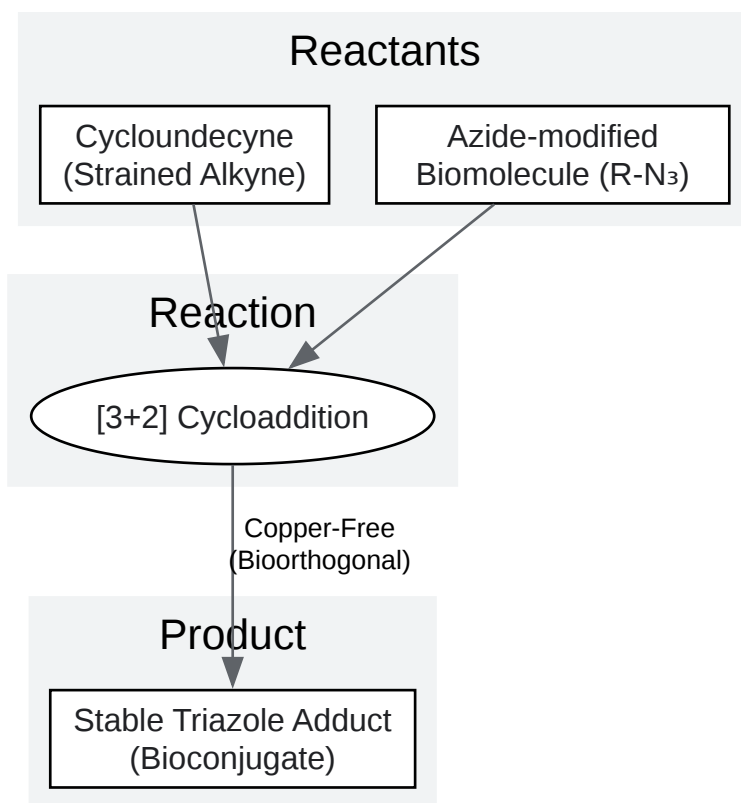 Reactants
Cycloundecyne
(Strained Alkyne)
Azide-modified
Biomolecule (R-N₃)
Reaction
[3+2] Cycloaddition
Copper-Free
(Bioorthogonal)
Product
Stable Triazole Adduct
(Bioconjugate)